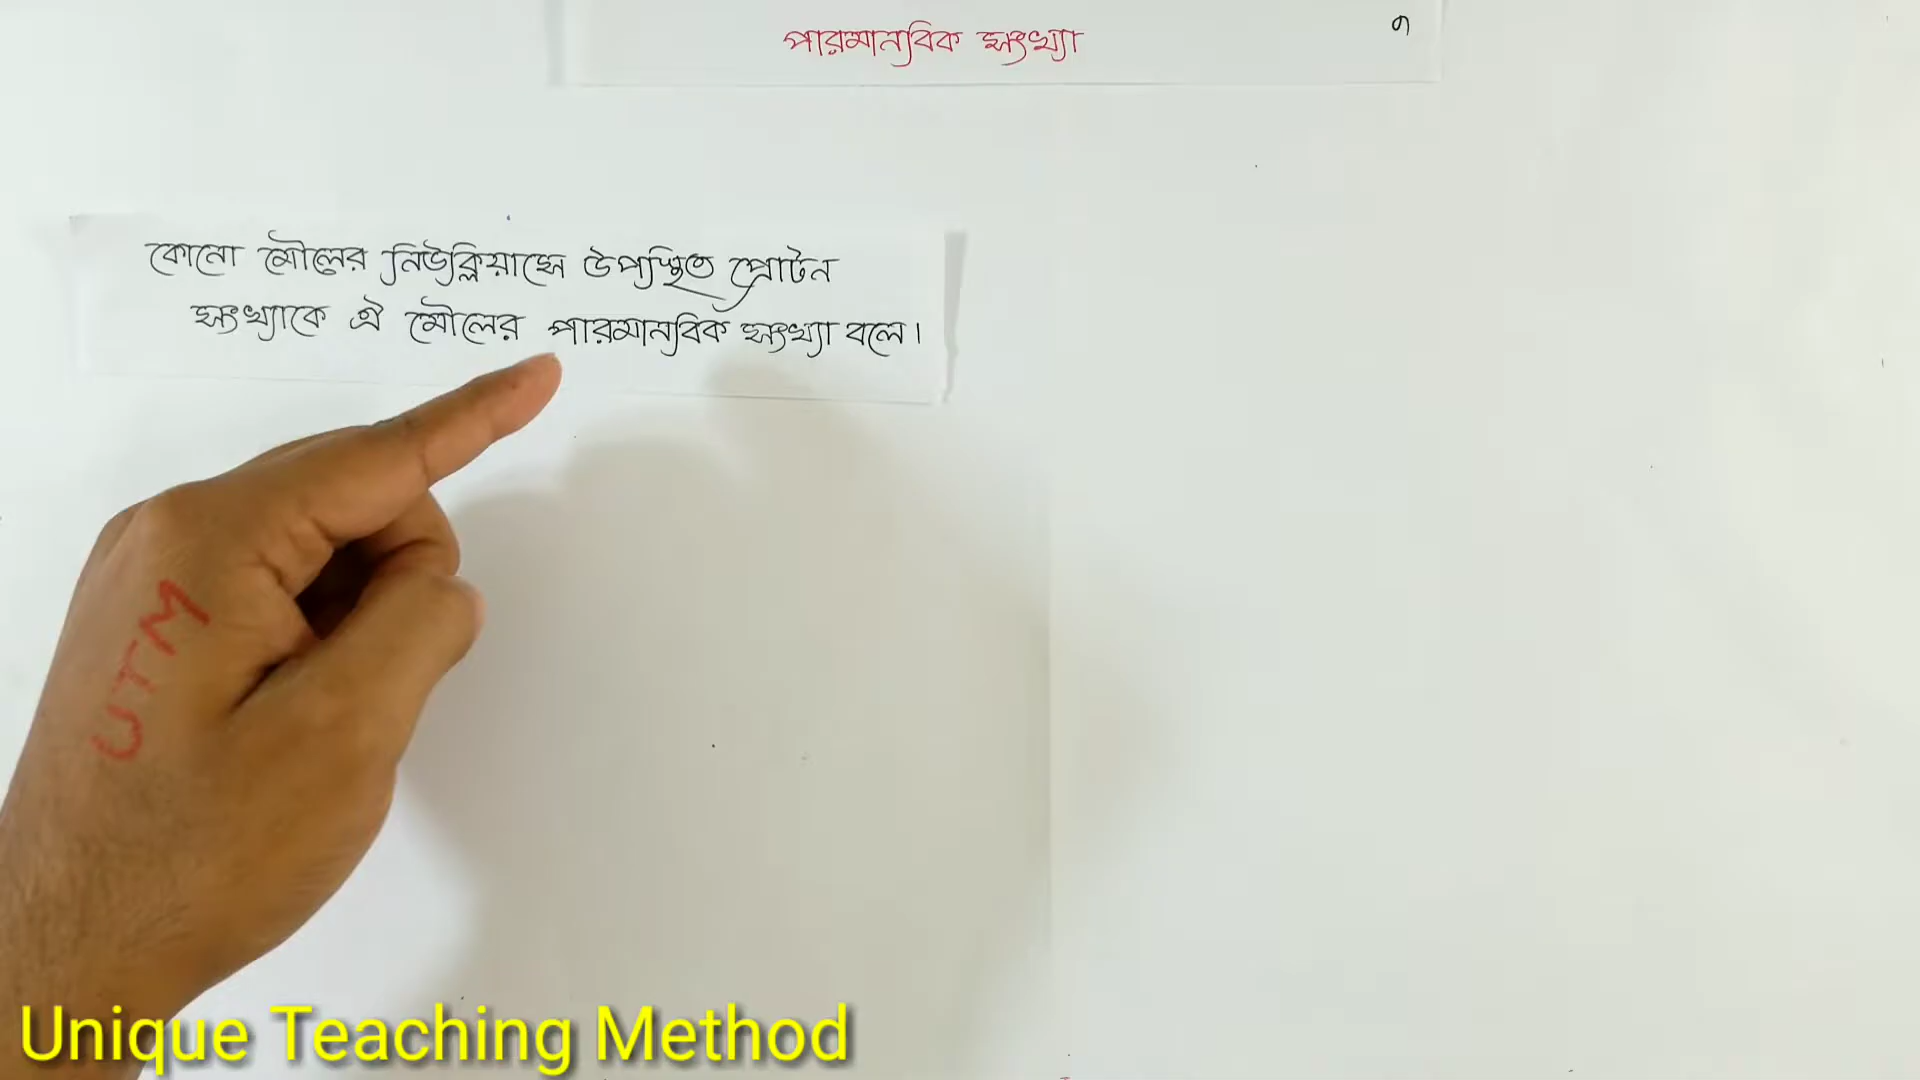 পারমানবিক সংখ্যা
৩
কোনো মৌলের নিউক্লিয়াসে উপস্থিত প্রোটন
সংখ্যাকে ঐ মৌলের পারমানবিক সংখ্যা বলে।
UTM
Unique Teaching Method